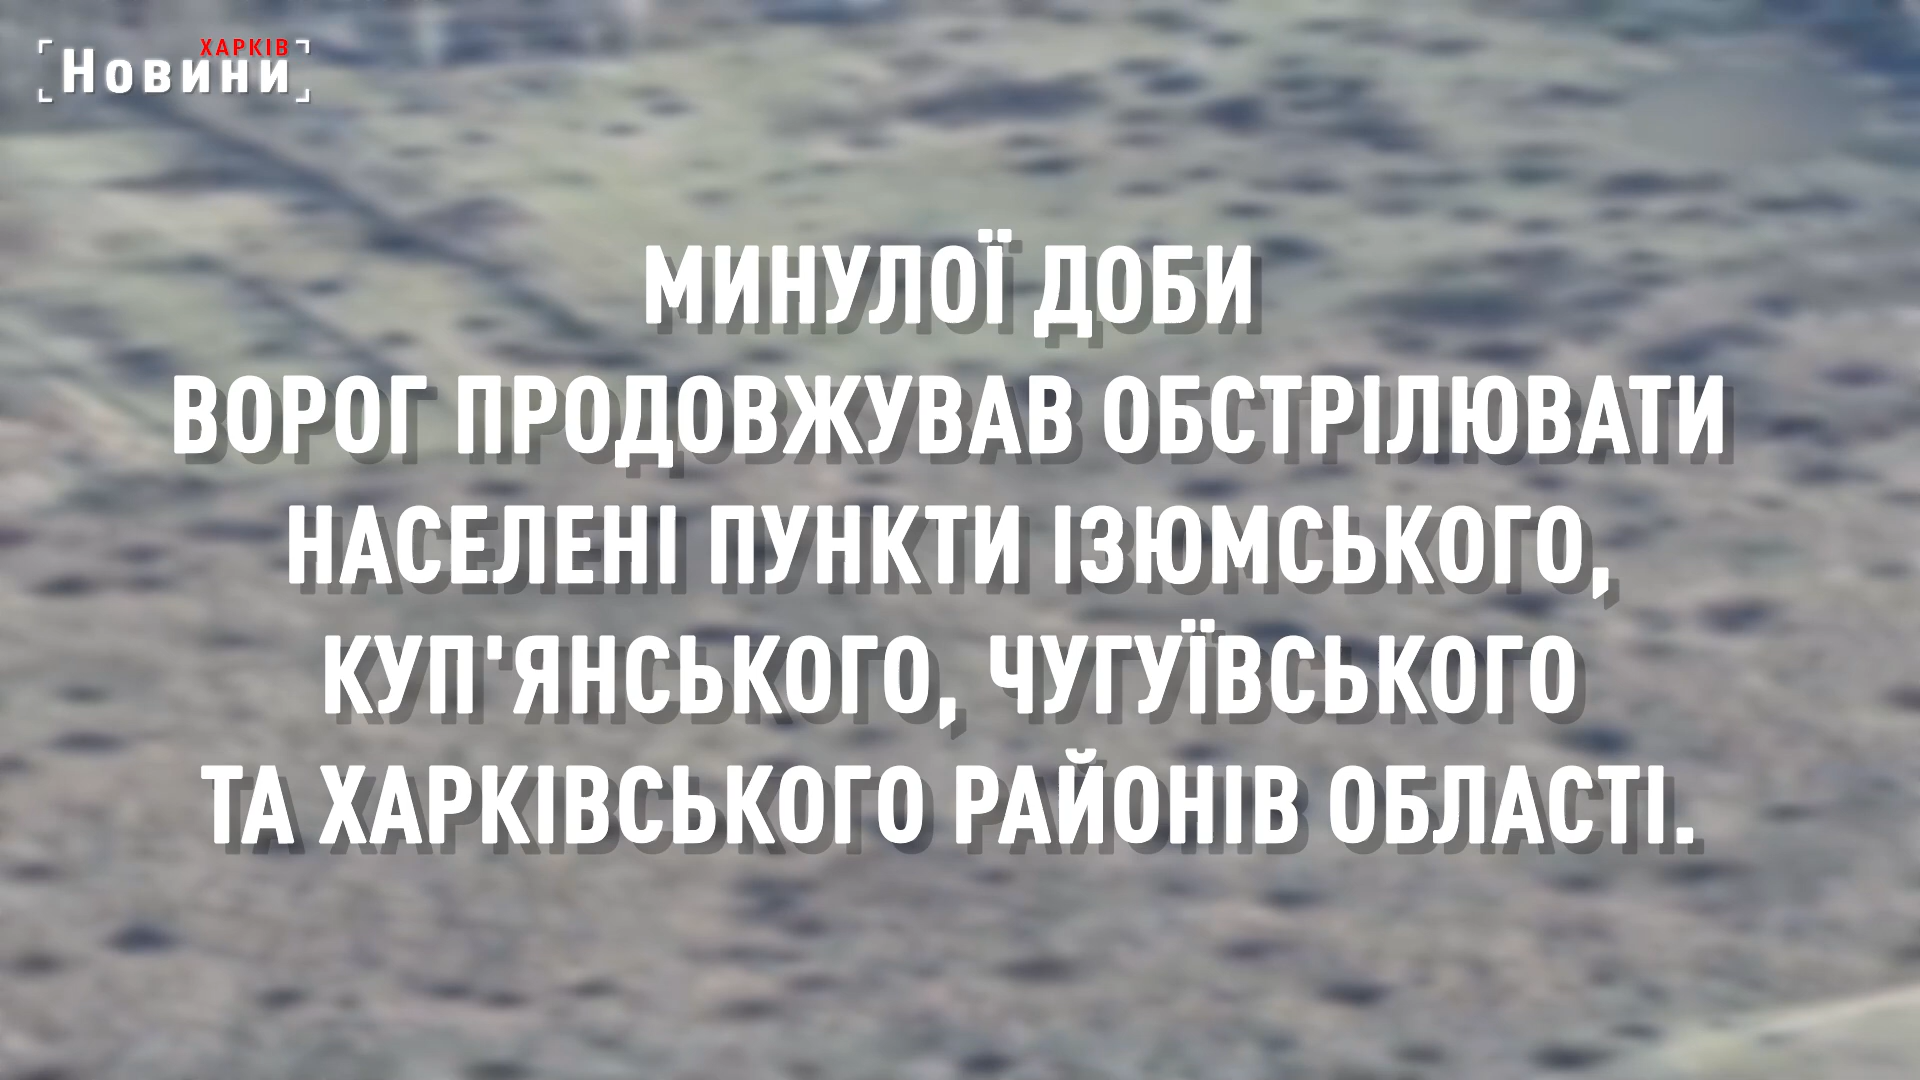 ХАРКІВ
Новини
МИНУЛОЇ ДОБИ
ВОРОГ ПРОДОВЖУВАВ ОБСТРІЛЮВАТИ
НАСЕЛЕНІ ПУНКТИ ІЗЮМСЬКОГО,
КУП'ЯНСЬКОГО, ЧУГУЇВСЬКОГО
ТА ХАРКІВСЬКОГО РАЙОНІВ ОБЛАСТІ.